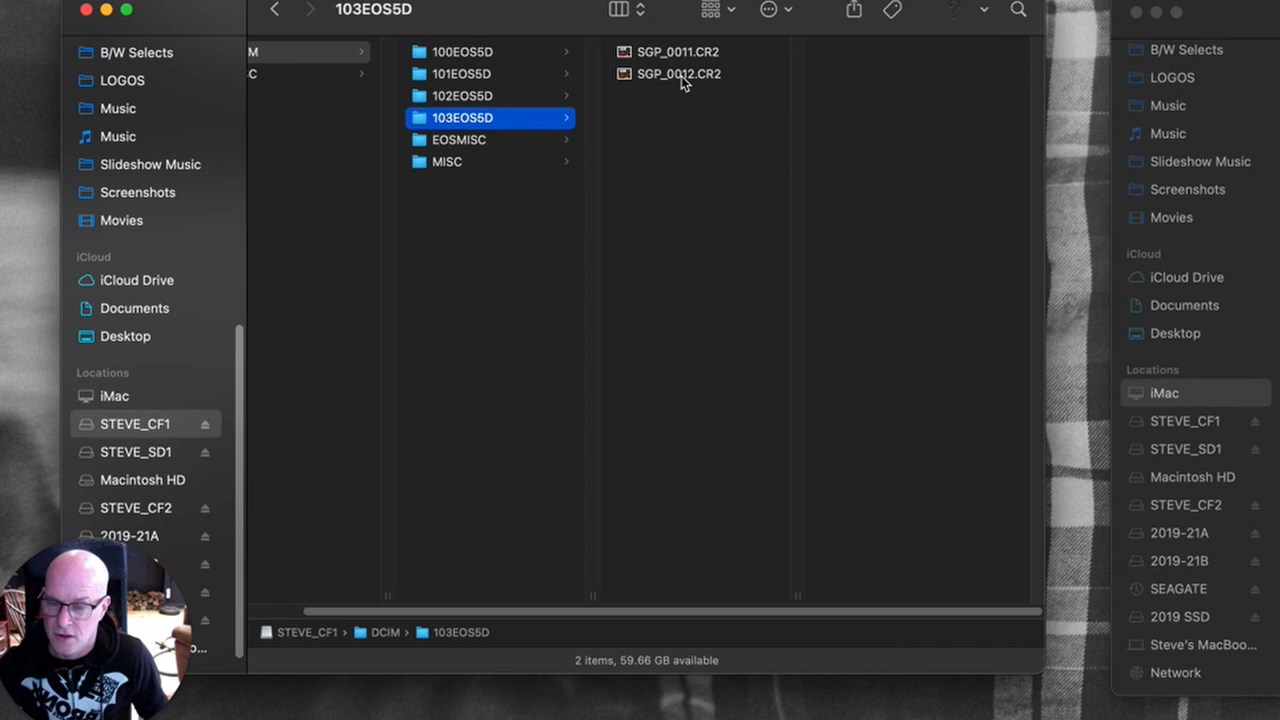 103EOS5D
B/W Selects
LOGOS
Music
Music
Slideshow Music
Screenshots
Movies
iCloud
iCloud Drive
Documents
Desktop
Locations
iMac
STEVE_CF1
STEVE_SD1
Macintosh HD
STEVE_CF2
2019-21A
M
C
100EOS5D
101EOS5D
102EOS5D
103EOS5D
EOSMISC
MISC
SGP_0011.CR2
SGP_0012.CR2
STEVE_CF1 › DCIM › 103EOS5D
2 items, 59.66 GB available
B/W Selects
LOGOS
Music
Music
Slideshow Music
Screenshots
Movies
iCloud
iCloud Drive
Documents
Desktop
Locations
iMac
STEVE_CF1
STEVE_SD1
Macintosh HD
STEVE_CF2
2019-21A
2019-21B
SEAGATE
2019 SSD
Steve's MacBoo...
Network